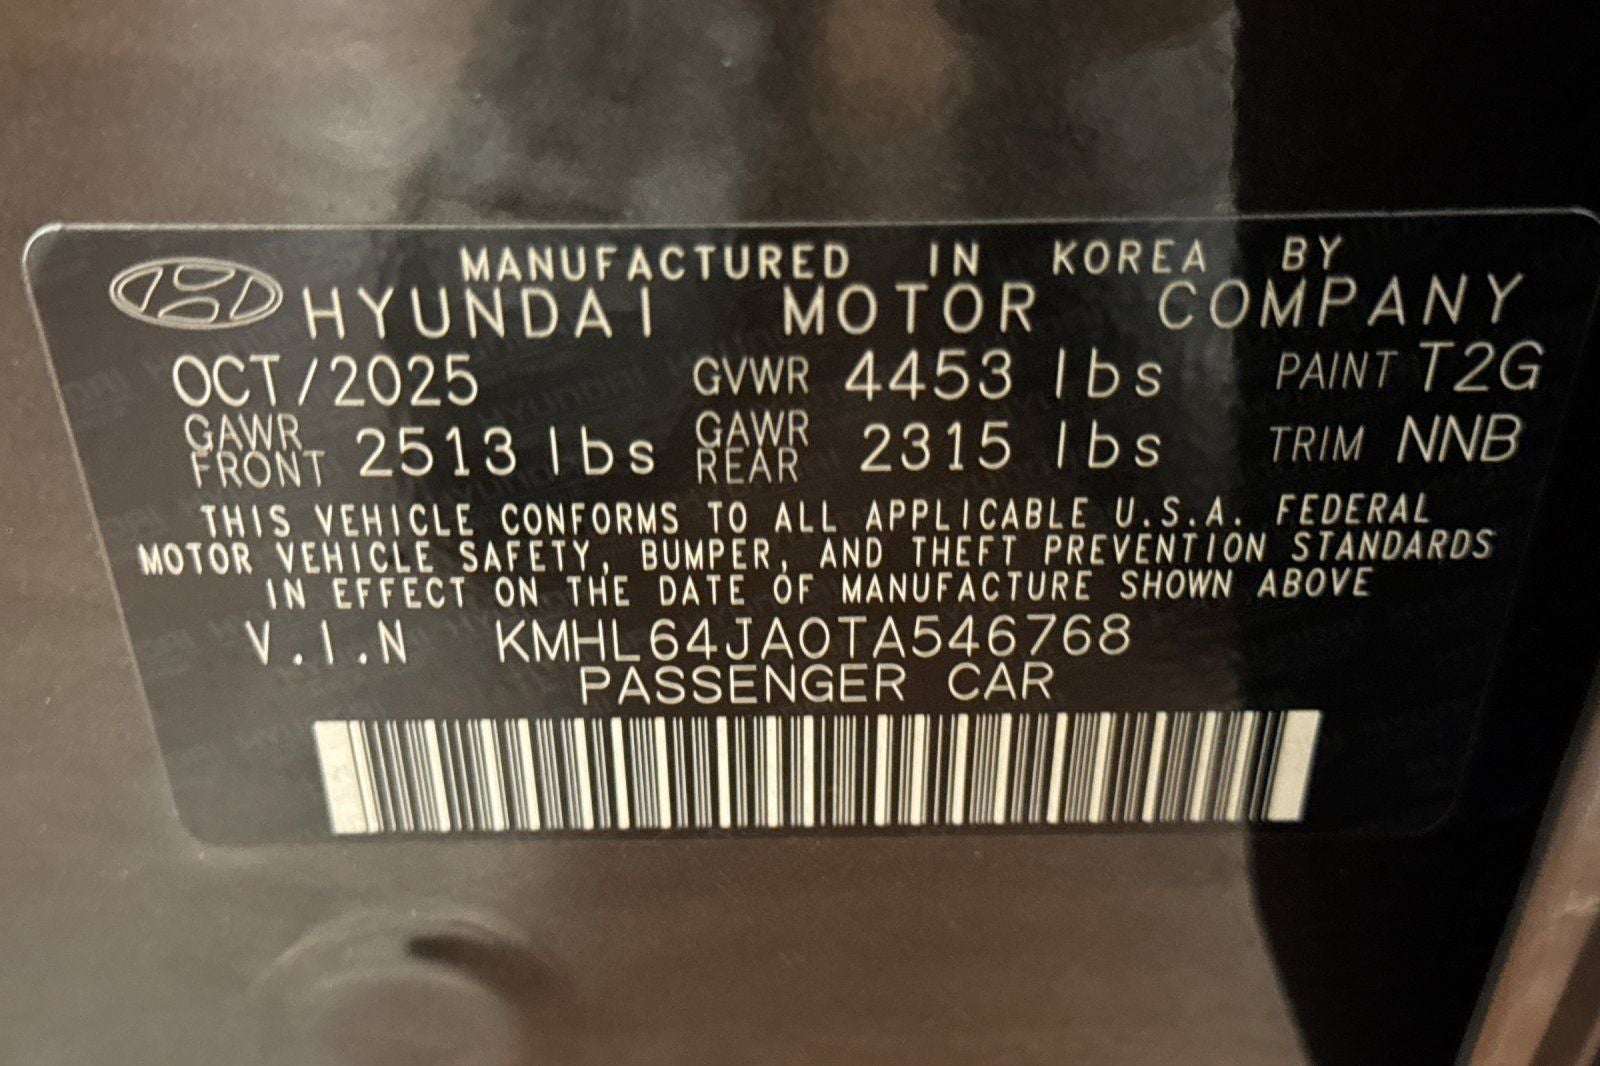 MANUFACTURED IN KOREA BY
HYUNDAI MOTOR COMPANY
OCT/2025 GVWR 4453 lbs PAINT T2G
GAWR FRONT 2513 lbs GAWR REAR 2315 lbs TRIM NNB
THIS VEHICLE CONFORMS TO ALL APPLICABLE U.S.A. FEDERAL
MOTOR VEHICLE SAFETY, BUMPER, AND THEFT PREVENTION STANDARDS
IN EFFECT ON THE DATE OF MANUFACTURE SHOWN ABOVE
V.I.N KMHL64JA0TA546768
PASSENGER CAR